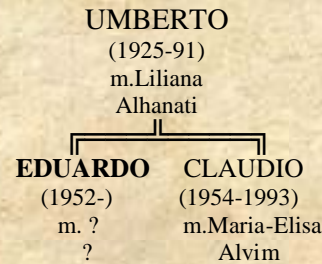 UMBERTO
(1925-91)
m.Liliana
Alhanati
EDUARDO CLAUDIO
(1952-) (1954-1993)
m. ? m.Maria-Elisa
? Alvim